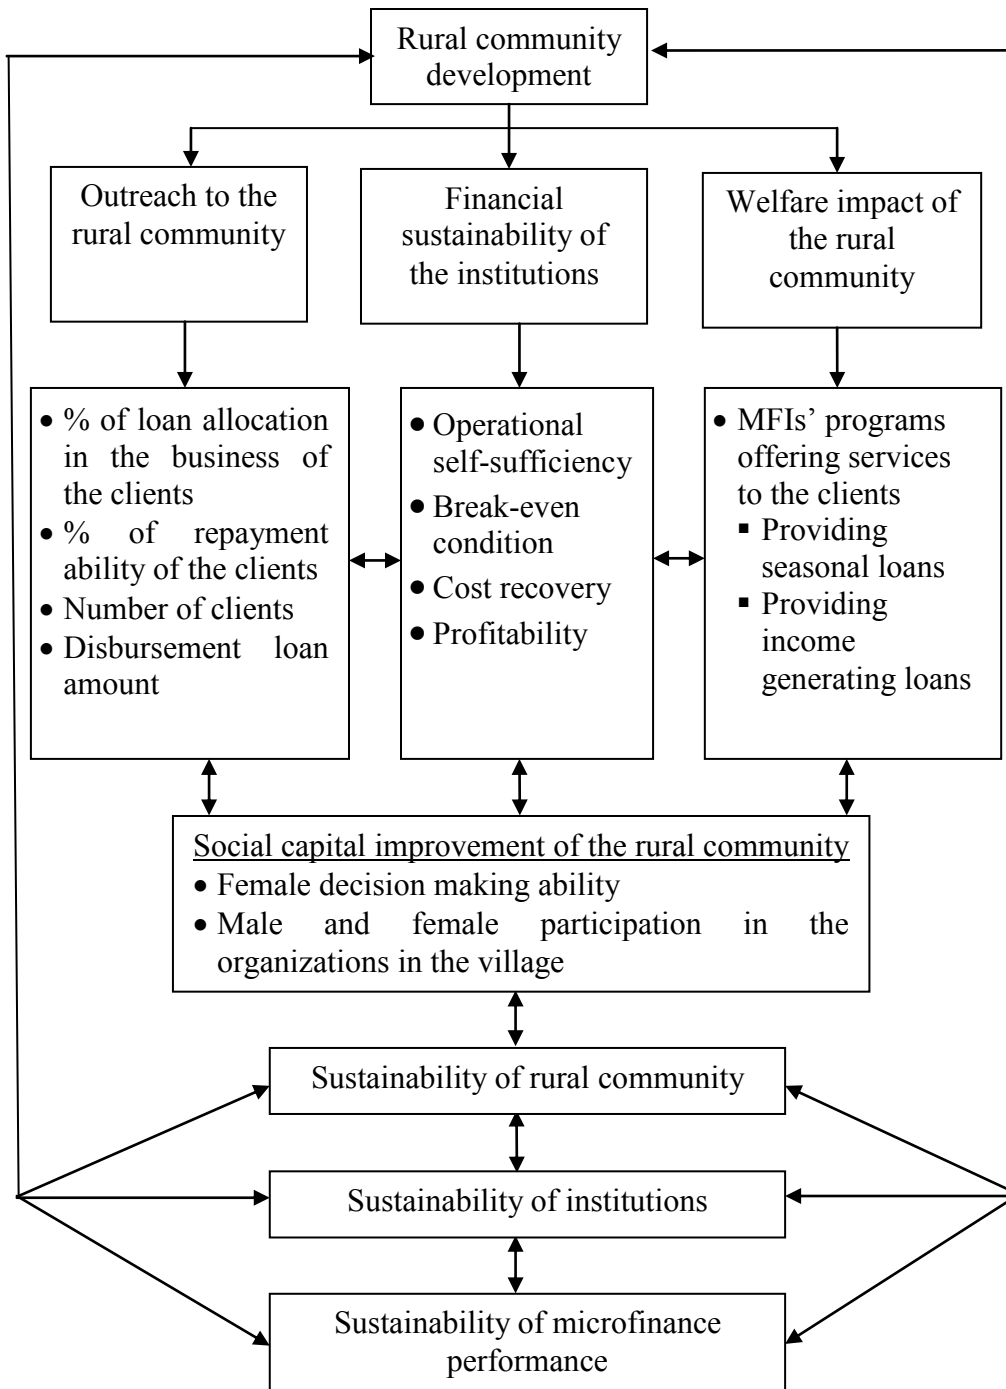 Rural community
development
Outreach to the
rural community
Financial
sustainability of
the institutions
Welfare impact of
the rural
community
• % of loan allocation
in the business of
the clients
• % of repayment
ability of the clients
• Number of clients
• Disbursement loan
amount
• Operational
self-sufficiency
• Break-even
condition
• Cost recovery
• Profitability
• MFIs’ programs
offering services
to the clients
▪ Providing
seasonal loans
▪ Providing
income
generating loans
Social capital improvement of the rural community
• Female decision making ability
• Male and female participation in the
organizations in the village
Sustainability of rural community
Sustainability of institutions
Sustainability of microfinance
performance